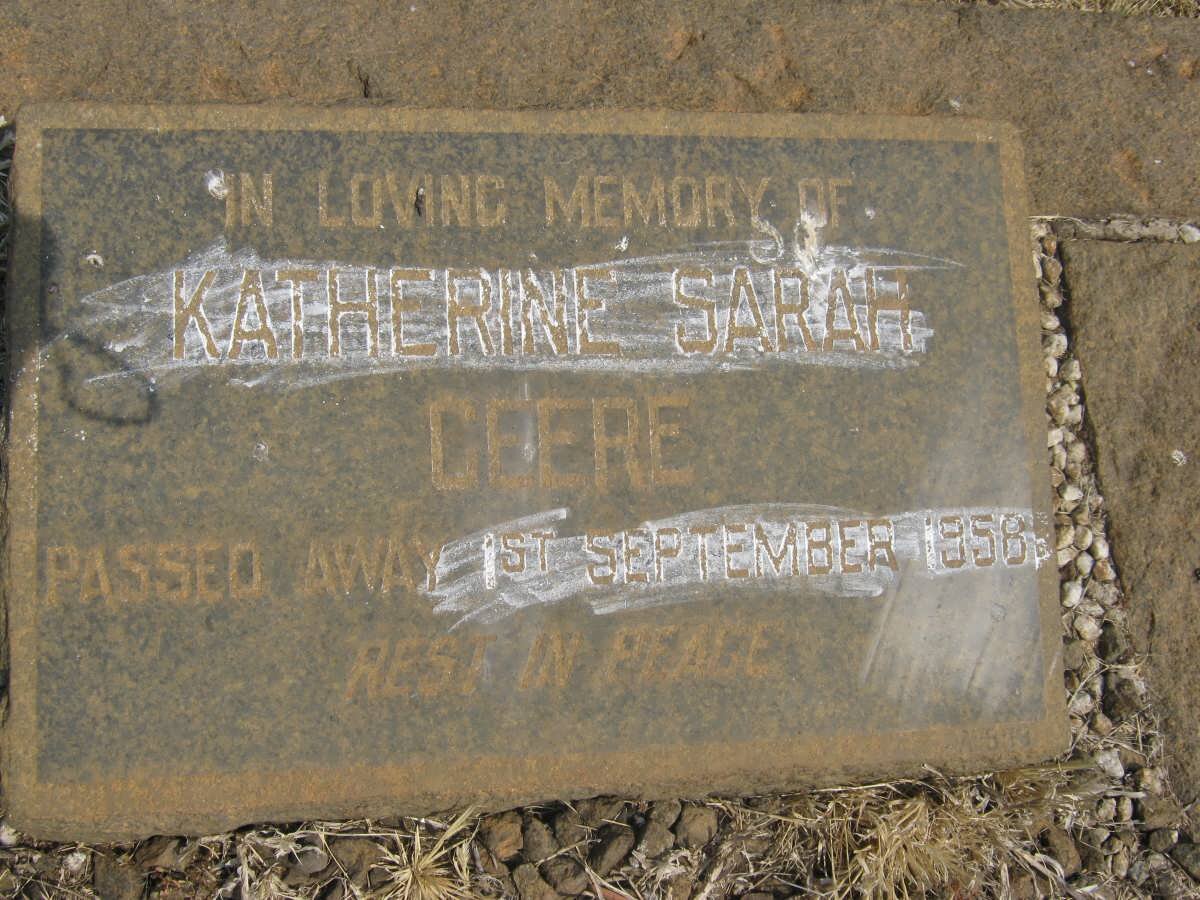 IN LOVING MEMORY OF
KATHERINE SARAH
GEERE
PASSED AWAY 1ST SEPTEMBER 1958
REST IN PEACE